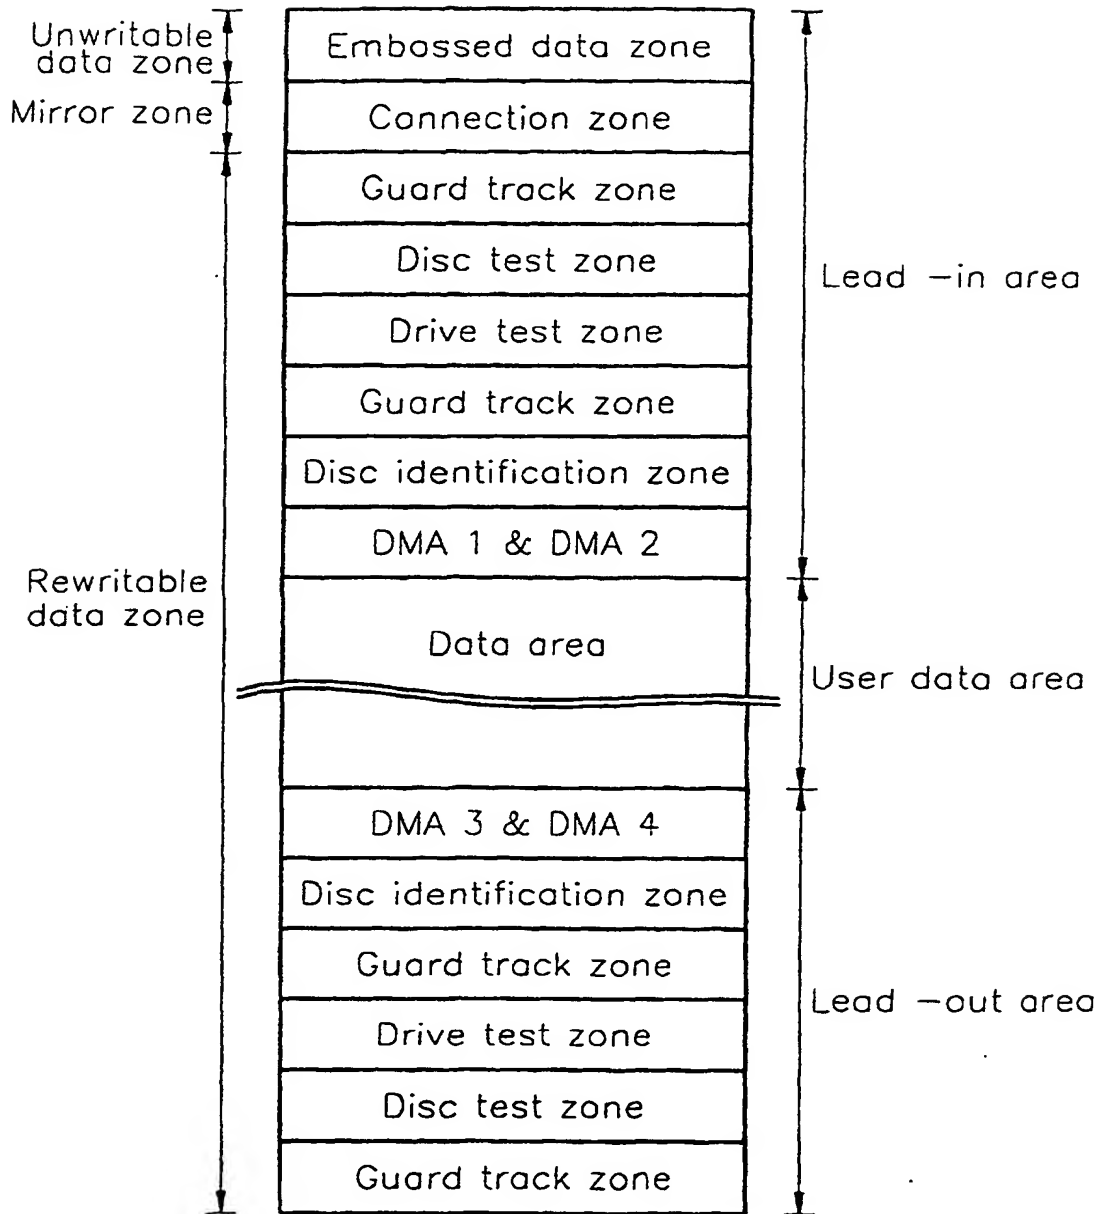 Unwritable
data zone
Embossed data zone
Mirror zone
Connection zone
Guard track zone
Disc test zone
Lead -in area
Drive test zone
Guard track zone
Disc identification zone
DMA 1 & DMA 2
Rewritable
data zone
Data area
User data area
DMA 3 & DMA 4
Disc identification zone
Guard track zone
Lead -out area
Drive test zone
Disc test zone
Guard track zone